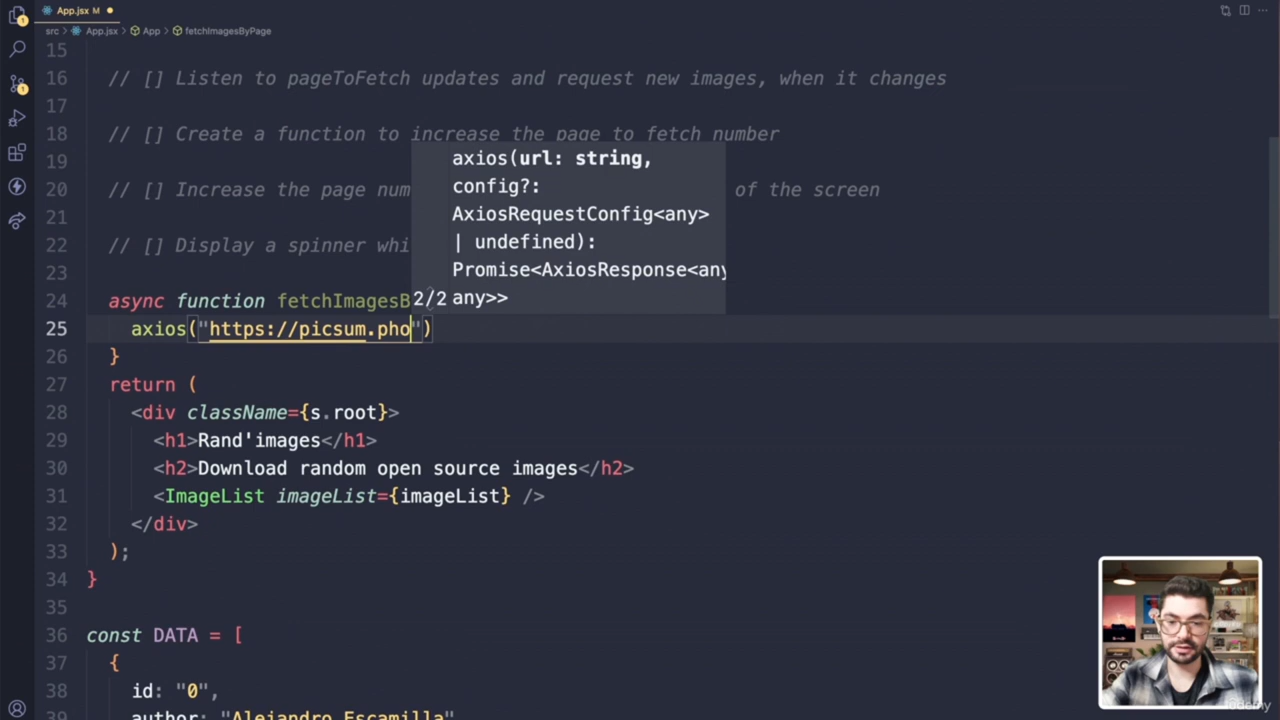 App.jsx M
src > App.jsx > App > fetchImagesByPage
15
16 // [] Listen to pageToFetch updates and request new images, when it changes
17
18 // [] Create a function to increase the page to fetch number
19
20 // [] Increase the page num of the screen
21
22 // [] Display a spinner whi
23
24 async function fetchImagesB
25 axios("https://picsum.pho")
26 }
27 return (
28 <div className={s.root}>
29 <h1>Rand'images</h1>
30 <h2>Download random open source images</h2>
31 <ImageList imageList={imageList} />
32 </div>
33 );
34 }
35
36 const DATA = [
37 {
38 id: "0",
39 author: "Alejandro Escamilla"
axios(url: string,
config?:
AxiosRequestConfig<any>
| undefined):
Promise<AxiosResponse<any
2/2 any>>
1
1
udemy